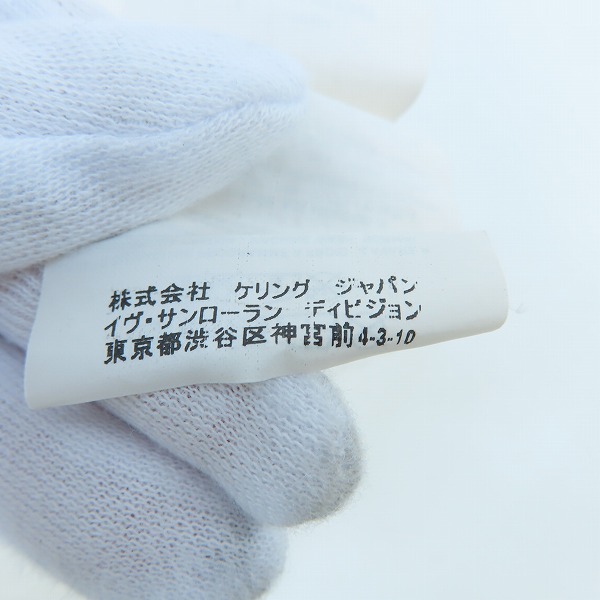 株式会社 ケリング ジャパン
イヴ・サンローラン ディビジョン
東京都渋谷区神宮前4-3-10